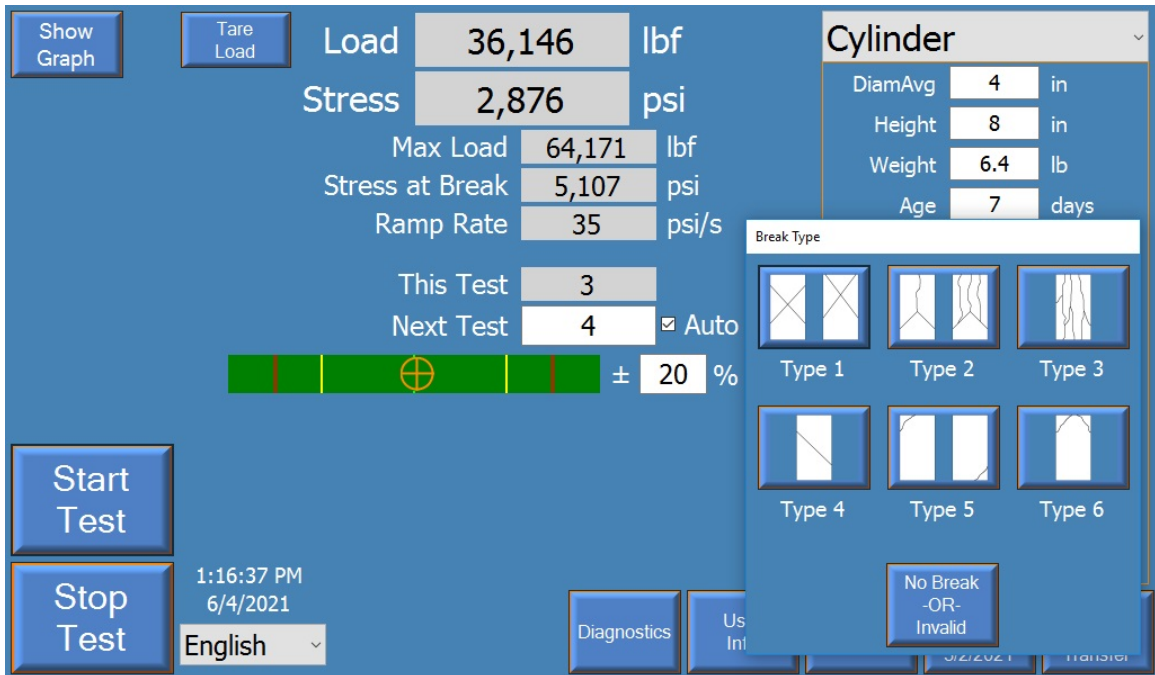 Show
Graph
Tare
Load
Load 36,146 lbf
Stress 2,876 psi
Max Load 64,171 lbf
Stress at Break 5,107 psi
Ramp Rate 35 psi/s
This Test 3
Next Test 4 Auto
± 20 %
Cylinder
DiamAvg 4 in
Height 8 in
Weight 6.4 lb
Age 7 days
Break Type
Type 1 Type 2 Type 3
Type 4 Type 5 Type 6
No Break
-OR-
Invalid
Start
Test
Stop
Test
1:16:37 PM
6/4/2021
English
Diagnostics